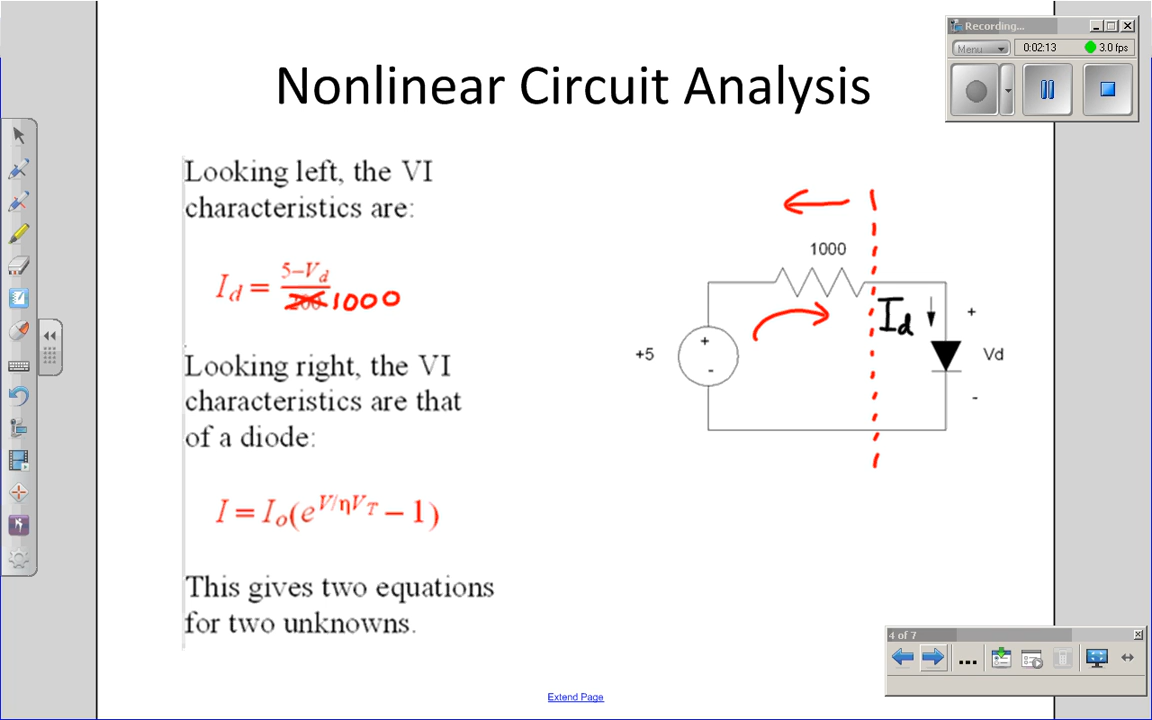 Recording...
Menu
0:02:13
3.0 fps
Nonlinear Circuit Analysis
Looking left, the VI
characteristics are:
I_d = (5–V_d)/1000
Looking right, the VI
characteristics are that
of a diode:
I = I_o(e^{V/ηV_T} – 1)
This gives two equations
for two unknowns.
1000
+5
+
-
I_d
+
Vd
-
4 of 7
...
Extend Page